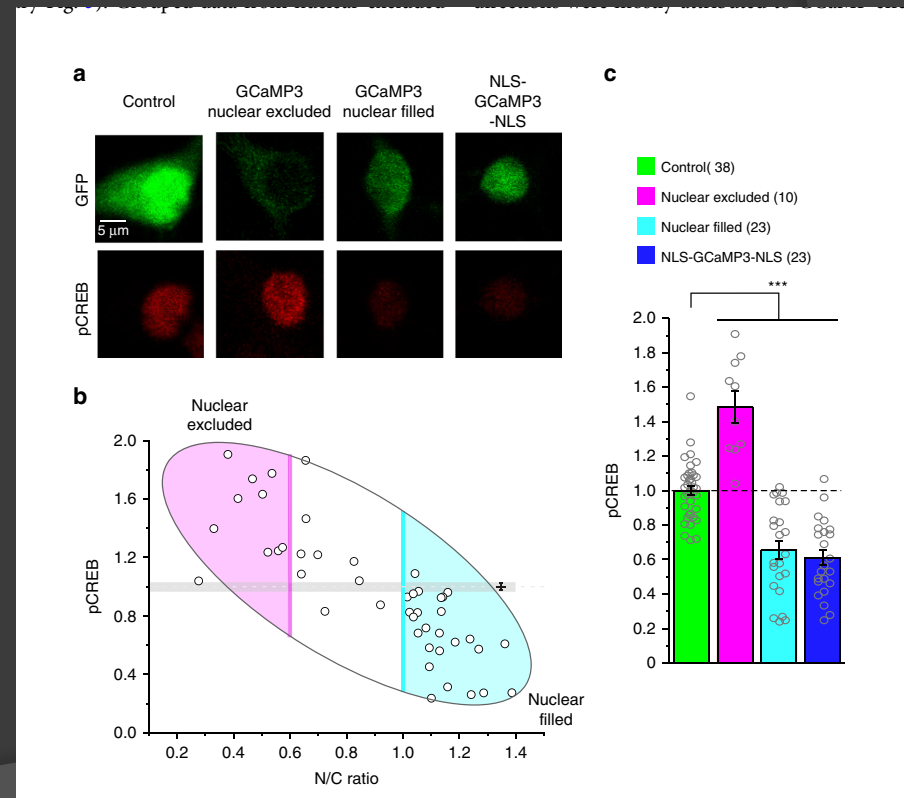 a
Control
GCaMP3
nuclear excluded
GCaMP3
nuclear filled
NLS-
GCaMP3
-NLS
GFP
5 µm
pCREB
b
Nuclear
excluded
2.0
1.6
1.2
0.8
0.4
0.0
pCREB
0.2 0.4 0.6 0.8 1.0 1.2 1.4
N/C ratio
Nuclear
filled
c
Control( 38)
Nuclear excluded (10)
Nuclear filled (23)
NLS-GCaMP3-NLS (23)
***
2.0
1.8
1.6
1.4
1.2
1.0
0.8
0.6
0.4
0.2
0
pCREB